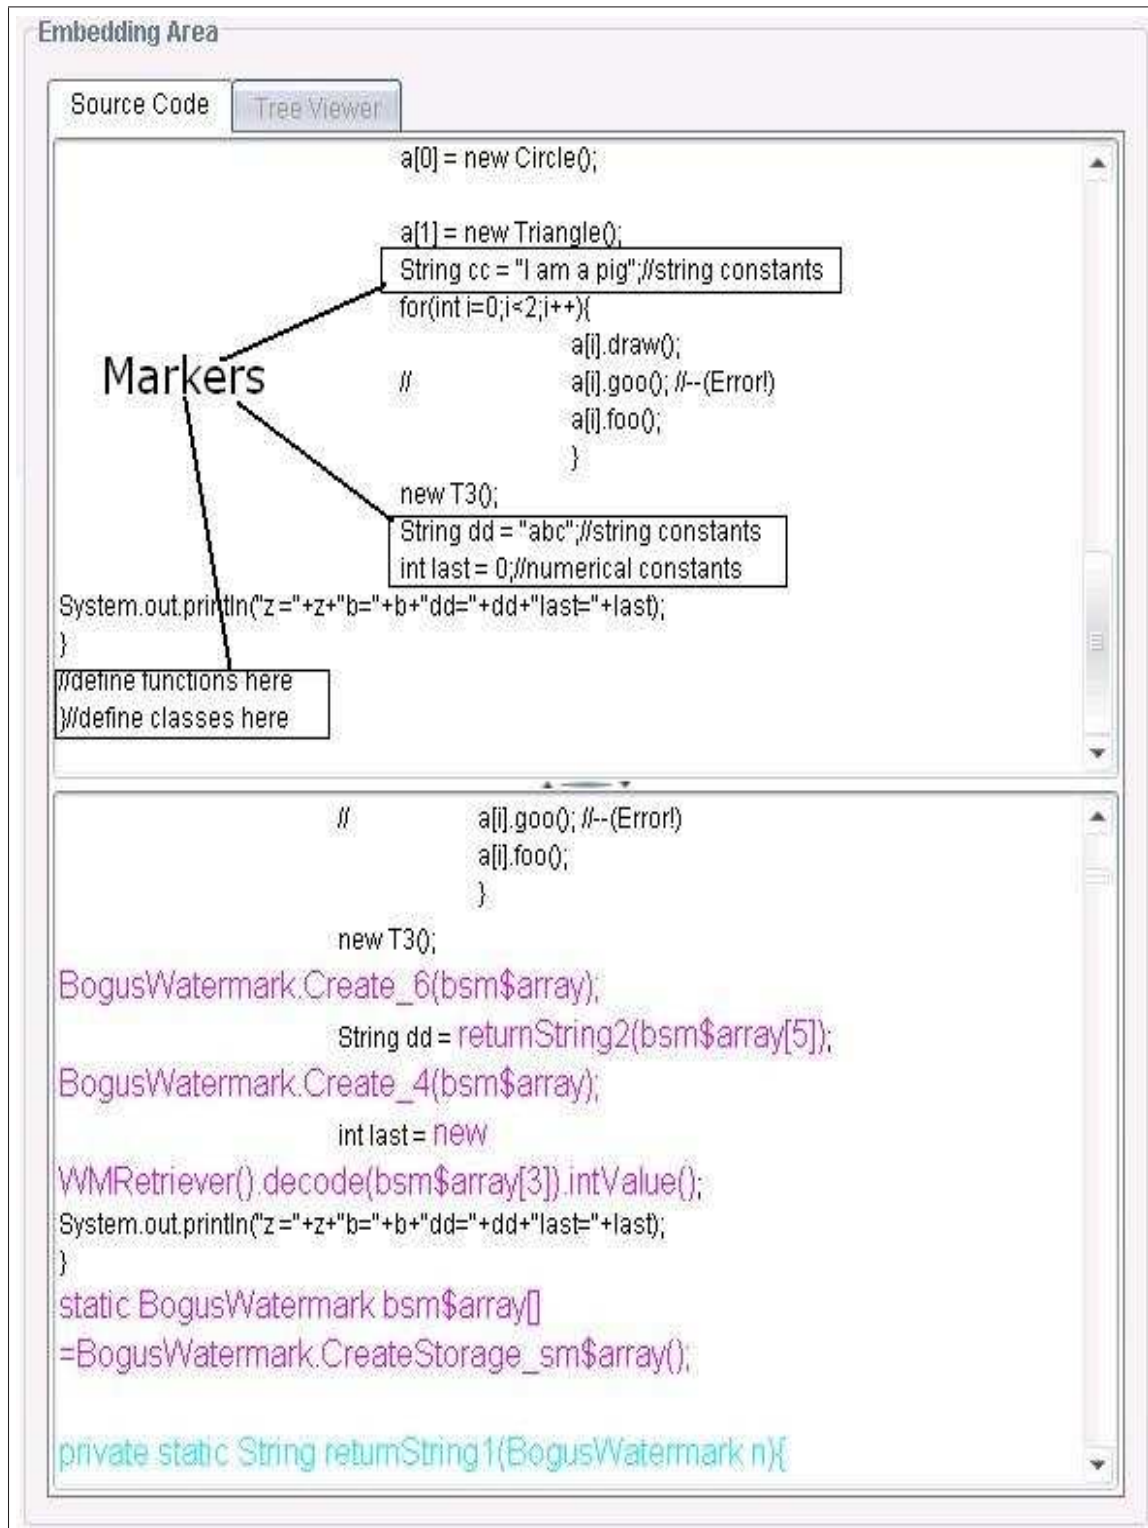 Embedding Area
Source Code
Tree Viewer
a[0] = new Circle();
a[1] = new Triangle();
String cc = "I am a pig";//string constants
for(int i=0;i<2;i++){
a[i].draw();
Markers
// a[i].goo(); //--(Error!)
a[i].foo();
}
new T3();
String dd = "abc";//string constants
int last = 0;//numerical constants
System.out.println("z ="+z+"b="+b+"dd="+dd+"last="+last);
}
//define functions here
}//define classes here
// a[i].goo(); //--(Error!)
a[i].foo();
}
new T3();
BogusWatermark.Create_6(bsm$array);
String dd = returnString2(bsm$array[5]);
BogusWatermark.Create_4(bsm$array);
int last = new
WMRetriever().decode(bsm$array[3]).intValue();
System.out.println("z ="+z+"b="+b+"dd="+dd+"last="+last);
}
static BogusWatermark bsm$array[]
=BogusWatermark.CreateStorage_sm$array();
private static String returnString1(BogusWatermark n){